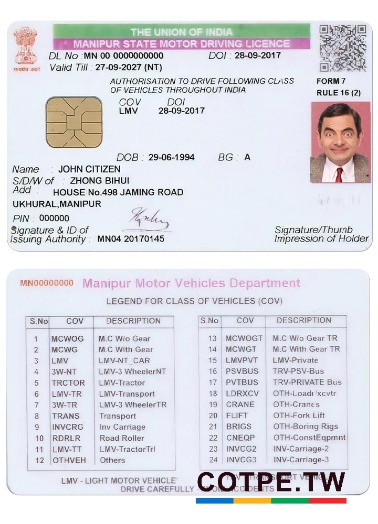 THE UNION OF INDIA
MANIPUR STATE MOTOR DRIVING LICENCE
DL No :MN 00 0000000000 DOI : 28-09-2017
Valid Till : 27-09-2027 (NT)
AUTHORISATION TO DRIVE FOLLOWING CLASS
OF VEHICLES THROUGHOUT INDIA
FORM 7
RULE 16 (2)
COV DOI
LMV 28-09-2017
DOB : 29-06-1994 BG : A
Name : JOHN CITIZEN
S/D/W of : ZHONG BIHUI
Add : HOUSE No.498 JAMING ROAD
UKHURAL,MANIPUR
PIN : 000000
Signature & ID of
Issuing Authority : MN04 20170145
Signature/Thumb
Impression of Holder
MN00000000 Manipur Motor Vehicles Department
LEGEND FOR CLASS OF VEHICLES (COV)
S.No COV DESCRIPTION
1 MCWOG M.C W/o Gear
2 MCWG M.C With Gear
3 LMV LMV-NT_CAR
4 3W-NT LMV-3 WheelerNT
5 TRCTOR LMV-Tractor
6 LMV-TR LMV-Transport
7 3W-TR LMV-3 WheelerTR
8 TRANS Transport
9 INVCRG Inv Carriage
10 RDRLR Road Roller
11 LMV-TT LMV-TractorTrl
12 OTHVEH Others
S.No COV DESCRIPTION
13 MCWOGT M.C W/o Gear TR
14 MCWGT M.C With Gear TR
15 LMVPVT LMV-Private
16 PSVBUS TRV-PSV-Bus
17 PVTBUS TRV-PRIVATE Bus
18 LDRXCV
19 CRANE OTH-Cranes
20 FLIFT OTH-Fork Lift
21 BRIGS OTH-Boring Rigs
22 CNEQP OTH-ConstEqpmnt
23 INVCG2 INV-Carriage-2
24 INVCG3 INV-Carriage-3
LMV - LIGHT MOTOR VEHICLE
DRIVE CAREFULLY
COTPE.TW